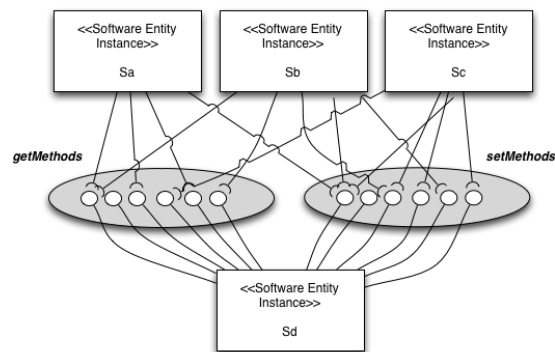 <<Software Entity
Instance>>
Sa
<<Software Entity
Instance>>
Sb
<<Software Entity
Instance>>
Sc
getMethods
setMethods
<<Software Entity
Instance>>
Sd